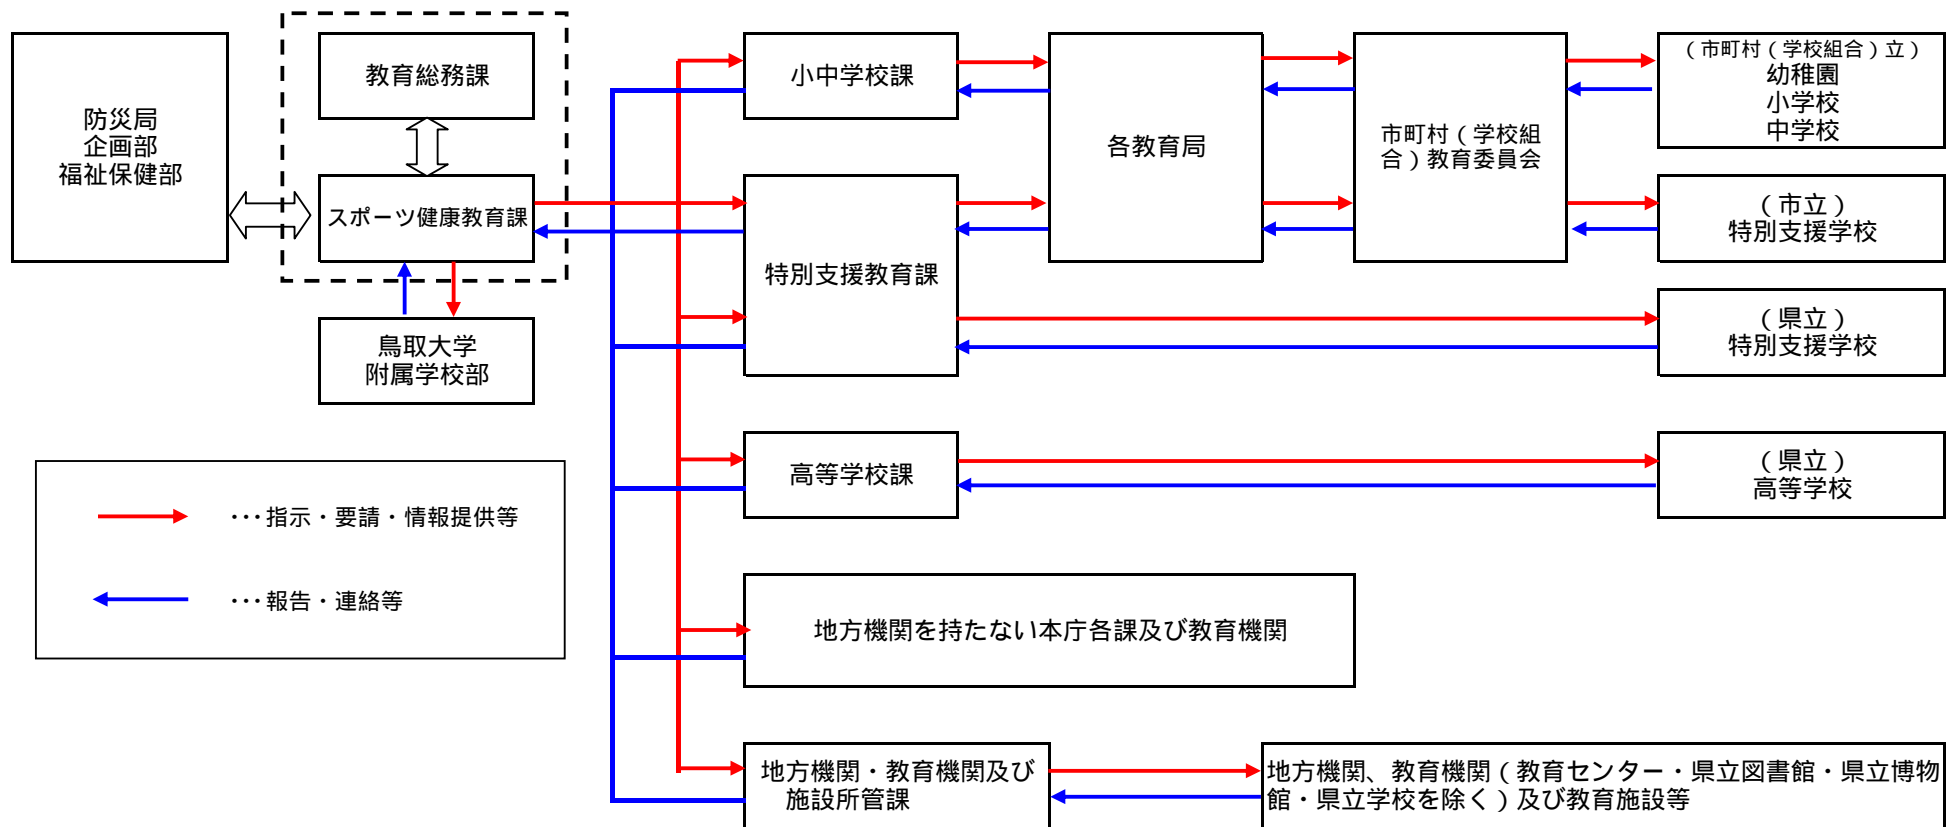 防災局
企画部
福祉保健部
教育総務課
スポーツ健康教育課
鳥取大学
附属学校部
小中学校課
特別支援教育課
高等学校課
地方機関を持たない本庁各課及び教育機関
地方機関・教育機関及び
施設所管課
各教育局
市町村（学校組
合）教育委員会
（市町村（学校組合）立）
幼稚園
小学校
中学校
（市立）
特別支援学校
（県立）
特別支援学校
（県立）
高等学校
地方機関、教育機関（教育センター・県立図書館・県立博物
館・県立学校を除く）及び教育施設等
…指示・要請・情報提供等
…報告・連絡等